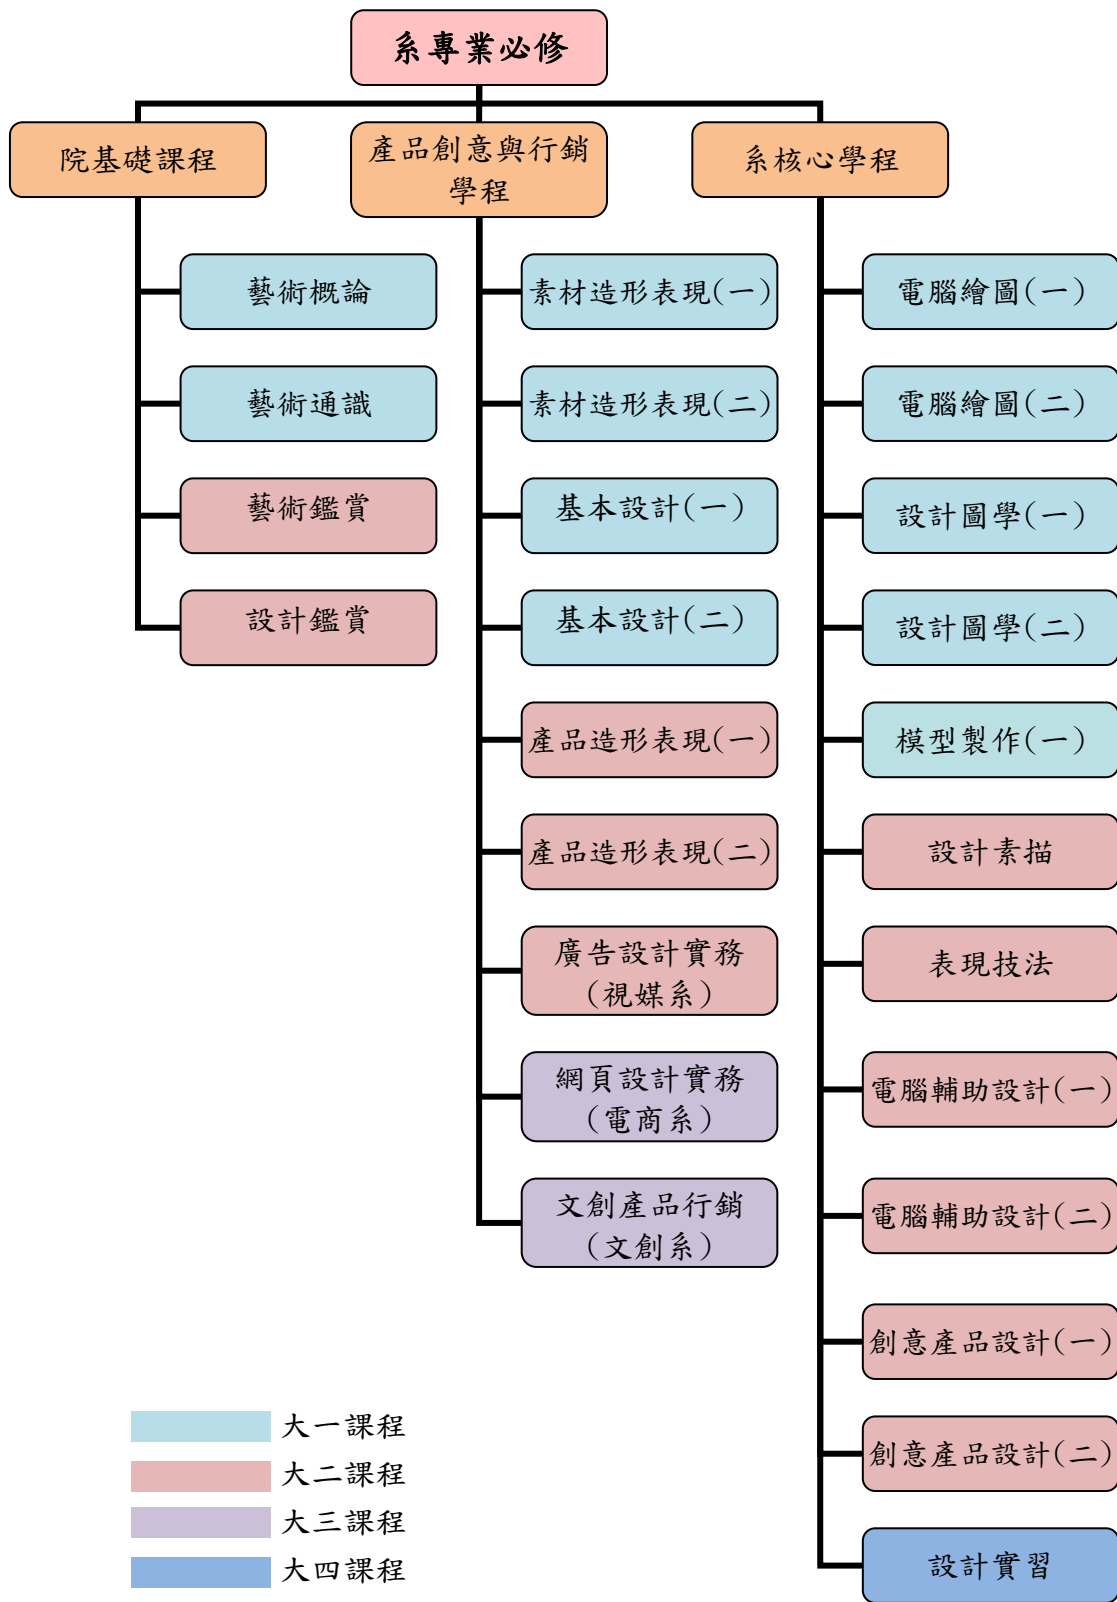 系專業必修
院基礎課程
藝術概論
藝術通識
藝術鑑賞
設計鑑賞
產品創意與行銷
學程
素材造形表現(一)
素材造形表現(二)
基本設計(一)
基本設計(二)
產品造形表現(一)
產品造形表現(二)
廣告設計實務
(視媒系)
網頁設計實務
(電商系)
文創產品行銷
(文創系)
系核心學程
電腦繪圖(一)
電腦繪圖(二)
設計圖學(一)
設計圖學(二)
模型製作(一)
設計素描
表現技法
電腦輔助設計(一)
電腦輔助設計(二)
創意產品設計(一)
創意產品設計(二)
設計實習
大一課程
大二課程
大三課程
大四課程